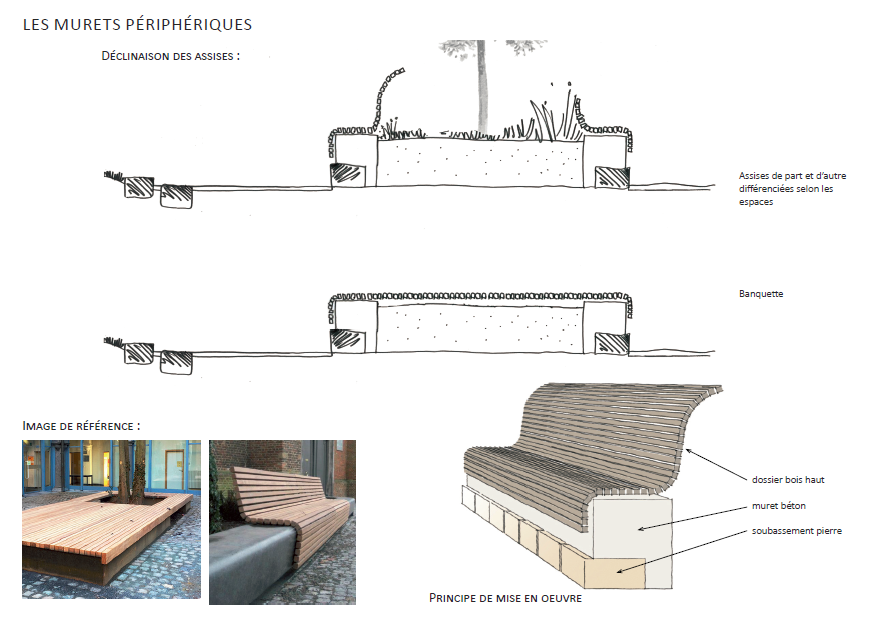 LES MURETS PÉRIPHÉRIQUES
DÉCLINAISON DES ASSISES :
Assises de part et d'autre
différenciées selon les
espaces
Banquette
IMAGE DE RÉFÉRENCE :
dossier bois haut
muret béton
soubassement pierre
PRINCIPE DE MISE EN OEUVRE